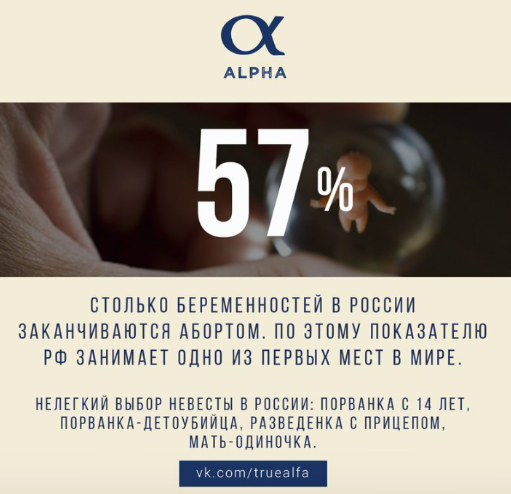 ALPHA
57%
СТОЛЬКО БЕРЕМЕННОСТЕЙ В РОССИИ
ЗАКАНЧИВАЮТСЯ АБОРТОМ. ПО ЭТОМУ ПОКАЗАТЕЛЮ
РФ ЗАНИМАЕТ ОДНО ИЗ ПЕРВЫХ МЕСТ В МИРЕ.
НЕЛЕГКИЙ ВЫБОР НЕВЕСТЫ В РОССИИ: ПОРВАНКА С 14 ЛЕТ,
ПОРВАНКА-ДЕТОУБИЙЦА, РАЗВЕДЕНКА С ПРИЦЕПОМ,
МАТЬ-ОДИНОЧКА.
vk.com/truealfa